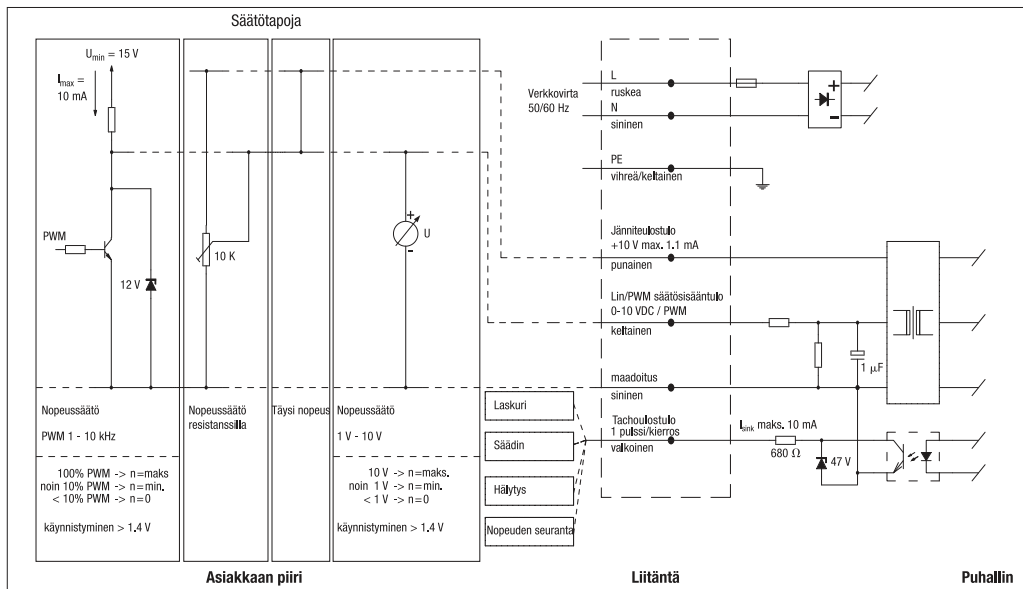 Säätötapoja
U min = 15 V
I max =
10 mA
PWM
12 V
10 K
+
U
-
Nopeussäätö
PWM 1 - 10 kHz
100% PWM -> n=maks
noin 10% PWM -> n=min.
< 10% PWM -> n=0
käynnistyminen > 1.4 V
Nopeussäätö
resistanssilla
Täysi nopeus
Nopeussäätö
1 V - 10 V
10 V -> n=maks.
noin 1 V -> n=min.
< 1 V -> n=0
käynnistyminen > 1.4 V
Laskuri
Säädin
Hälytys
Nopeuden seuranta
Verkkovirta
50/60 Hz
L
ruskea
N
sininen
PE
vihreä/keltainen
Jänniteulostulo
+10 V max. 1.1 mA
punainen
Lin/PWM säätösisääntulo
0-10 VDC / PWM
keltainen
maadoitus
sininen
Tachoulostulo
1 pulssi/kierros
valkoinen
+
-
1 µF
I sink maks. 10 mA
680 Ω
47 V
Asiakkaan piiri
Liitäntä
Puhallin